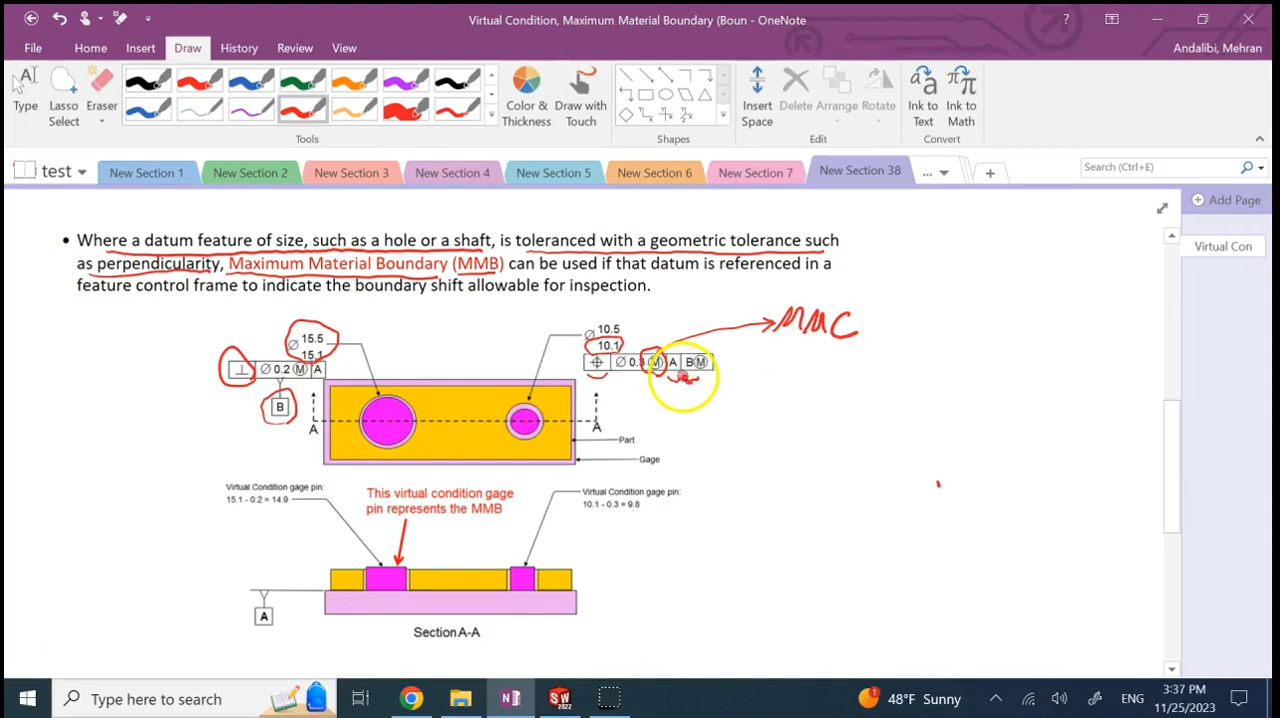 Virtual Condition, Maximum Material Boundary (Boun - OneNote
?
File Home Insert Draw History Review View
Andalibi, Mehran
Type Lasso Select Eraser Color & Thickness Draw with Touch Insert Space Delete Arrange Rotate Ink to Text Ink to Math
Tools Shapes Edit Convert
test New Section 1 New Section 2 New Section 3 New Section 4 New Section 5 New Section 6 New Section 7 New Section 38 ... Search (Ctrl+E)
Add Page
Virtual Con
• Where a datum feature of size, such as a hole or a shaft, is toleranced with a geometric tolerance such
as perpendicularity, Maximum Material Boundary (MMB) can be used if that datum is referenced in a
feature control frame to indicate the boundary shift allowable for inspection.
MMC
⌀ 15.5
15.1
⌀ 10.5
10.1
⊥ ⌀ 0.2 Ⓜ A
⌖ ⌀ 0.3 Ⓜ A B Ⓜ
B
A A
Part
Gage
Virtual Condition gage pin:
15.1 - 0.2 = 14.9
This virtual condition gage
pin represents the MMB
Virtual Condition gage pin:
10.1 - 0.3 = 9.8
A
Section A-A
Type here to search
SW
2022
1
48°F Sunny
ENG
3:37 PM
11/25/2023